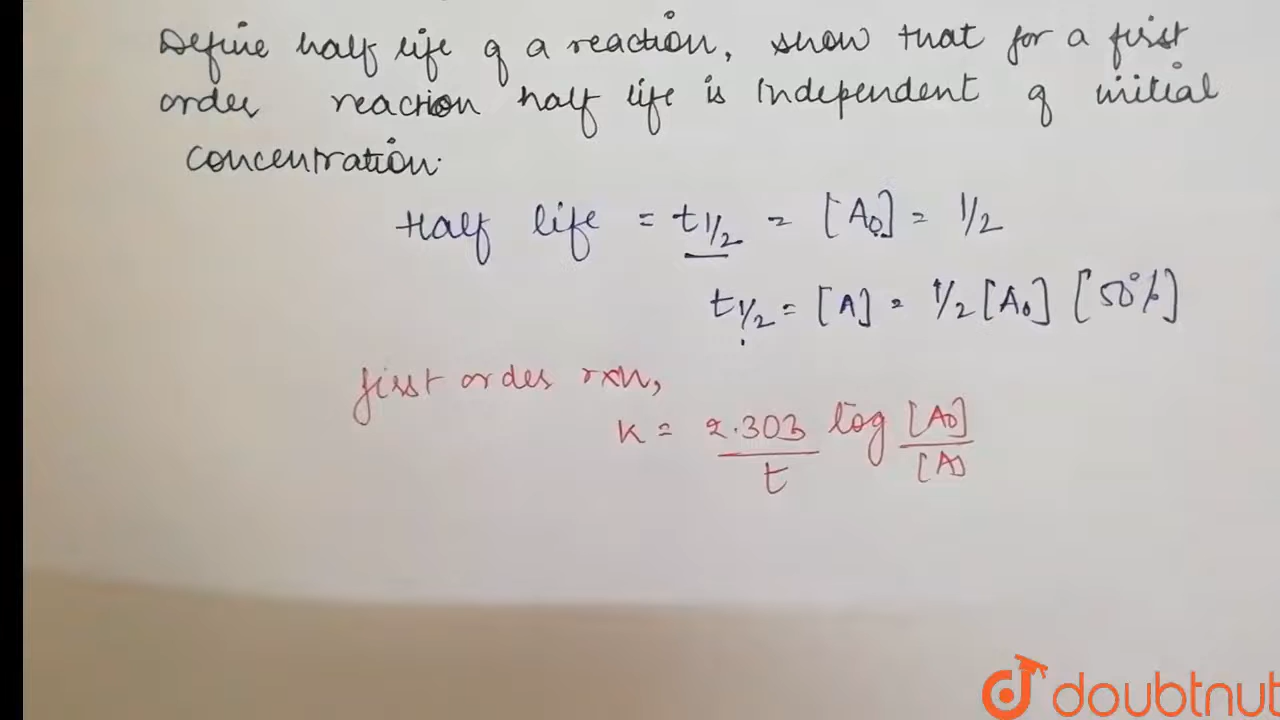 Define half life of a reaction, show that for a first
order reaction half life is independent of initial
concentration.
Half life = t1/2 = [A0] = 1/2
t1/2 = [A] = 1/2 [A0] [50%]
first order rxn,
K = 2.303/t log [A0]/[A]
doubtnut